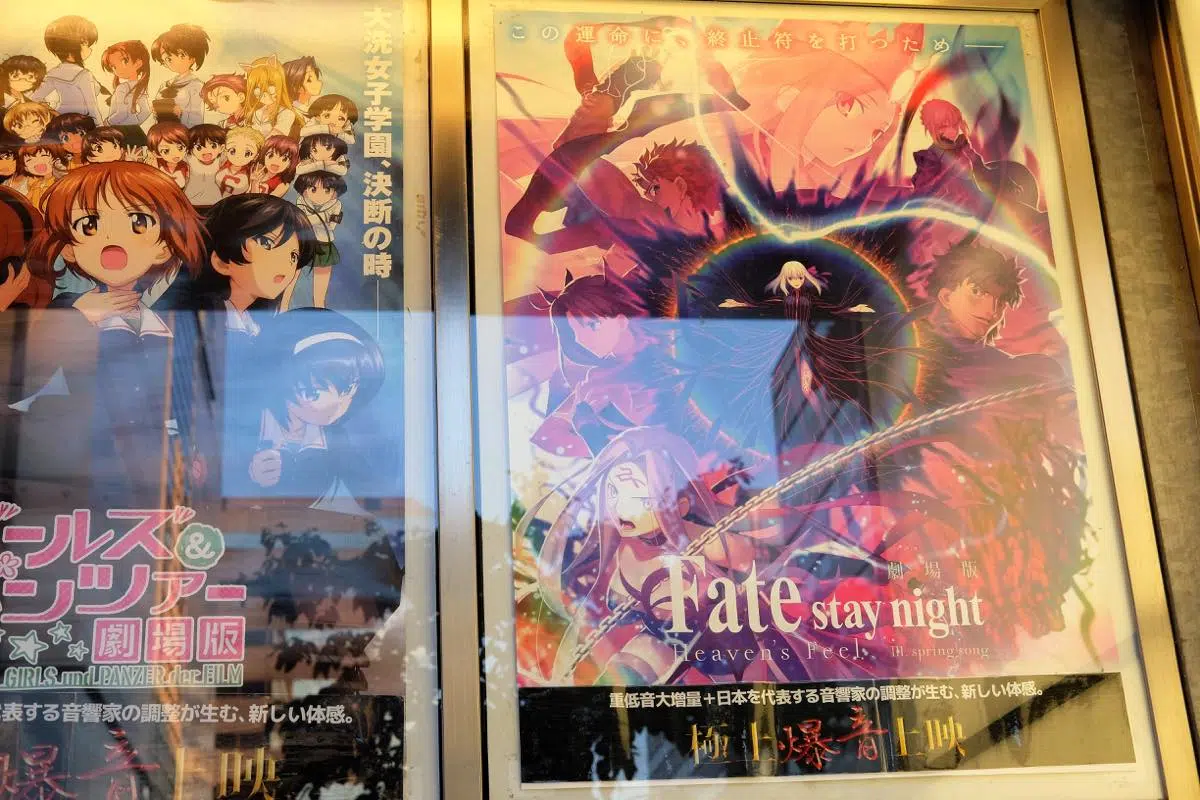 大洗女子学園、決断の時――
ールズ&
ンツァー
劇場版
GIRLS und PANZER der FILM
表する音響家の調整が生む、新しい体感。
爆音上映
この運命に 終止符を打つため――
劇場版
Fate stay night
Heaven's Feel III. spring song
重低音大増量+日本を代表する音響家の調整が生む、新しい体感。
極上爆音上映